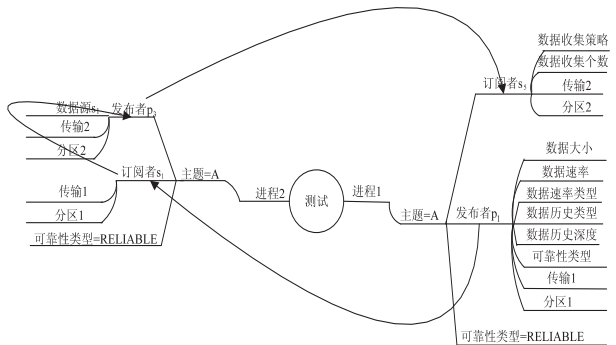 数据收集策略
数据收集个数
订阅者s5
传输2
分区2
数据源s1
发布者p2
传输2
分区2
订阅者s1
主题=A
传输1
分区1
可靠性类型=RELIABLE
进程2
测试
进程1
主题=A
发布者p1
数据大小
数据速率
数据速率类型
数据历史类型
数据历史深度
可靠性类型
传输1
分区1
可靠性类型=RELIABLE